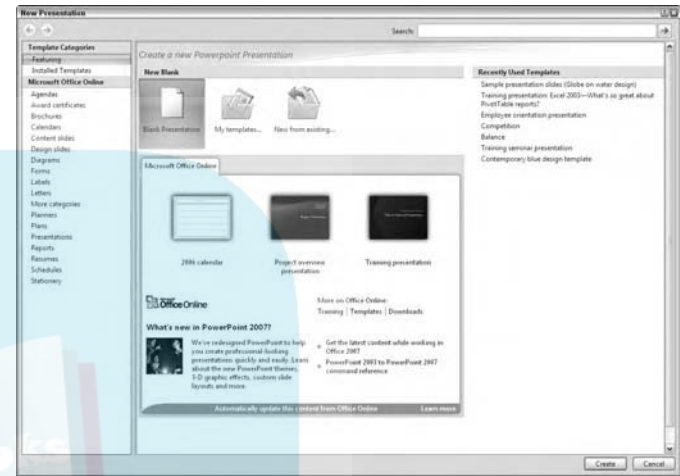 New Presentation
Search:
Template Categories
Featuring
Installed Templates
Microsoft Office Online
Agendas
Award certificates
Brochures
Calendars
Content slides
Design slides
Diagrams
Forms
Labels
Letters
More categories
Planners
Plans
Presentations
Reports
Resumes
Schedules
Stationery
Create a new Powerpoint Presentation
New Blank
Blank Presentation
My templates...
New from existing...
Microsoft Office Online
2006 calendar
Project overview
presentation
Training presentation
Office Online
More on Office Online:
Training | Templates | Downloads
What's new in PowerPoint 2007?
We've redesigned PowerPoint to help
you create professional-looking
presentations quickly and easily. Learn
about the new PowerPoint themes,
3-D graphic effects, custom slide
layouts and more.
Get the latest content while working in
Office 2007
PowerPoint 2003 to PowerPoint 2007
command reference
Automatically update this content from Office Online
Learn more
Recently Used Templates
Sample presentation slides (Globe on water design)
Training presentation: Excel 2003—What's so great about
PivotTable reports?
Employee orientation presentation
Competition
Balance
Training seminar presentation
Contemporary blue design template
Create
Cancel